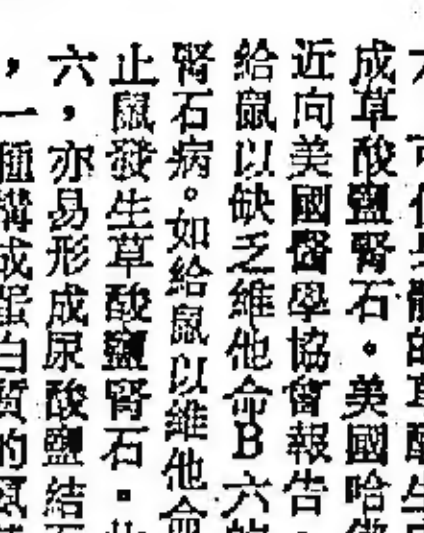 可使身體的草酸生
成草酸鹽腎石。美國哈
近向美國醫學協會報告，
給鼠以缺乏維他命B六的
腎石病。如給鼠以維他命
止鼠發生草酸鹽腎石。
六，亦易形成尿酸鹽結石
，一種構成蛋白質的氨